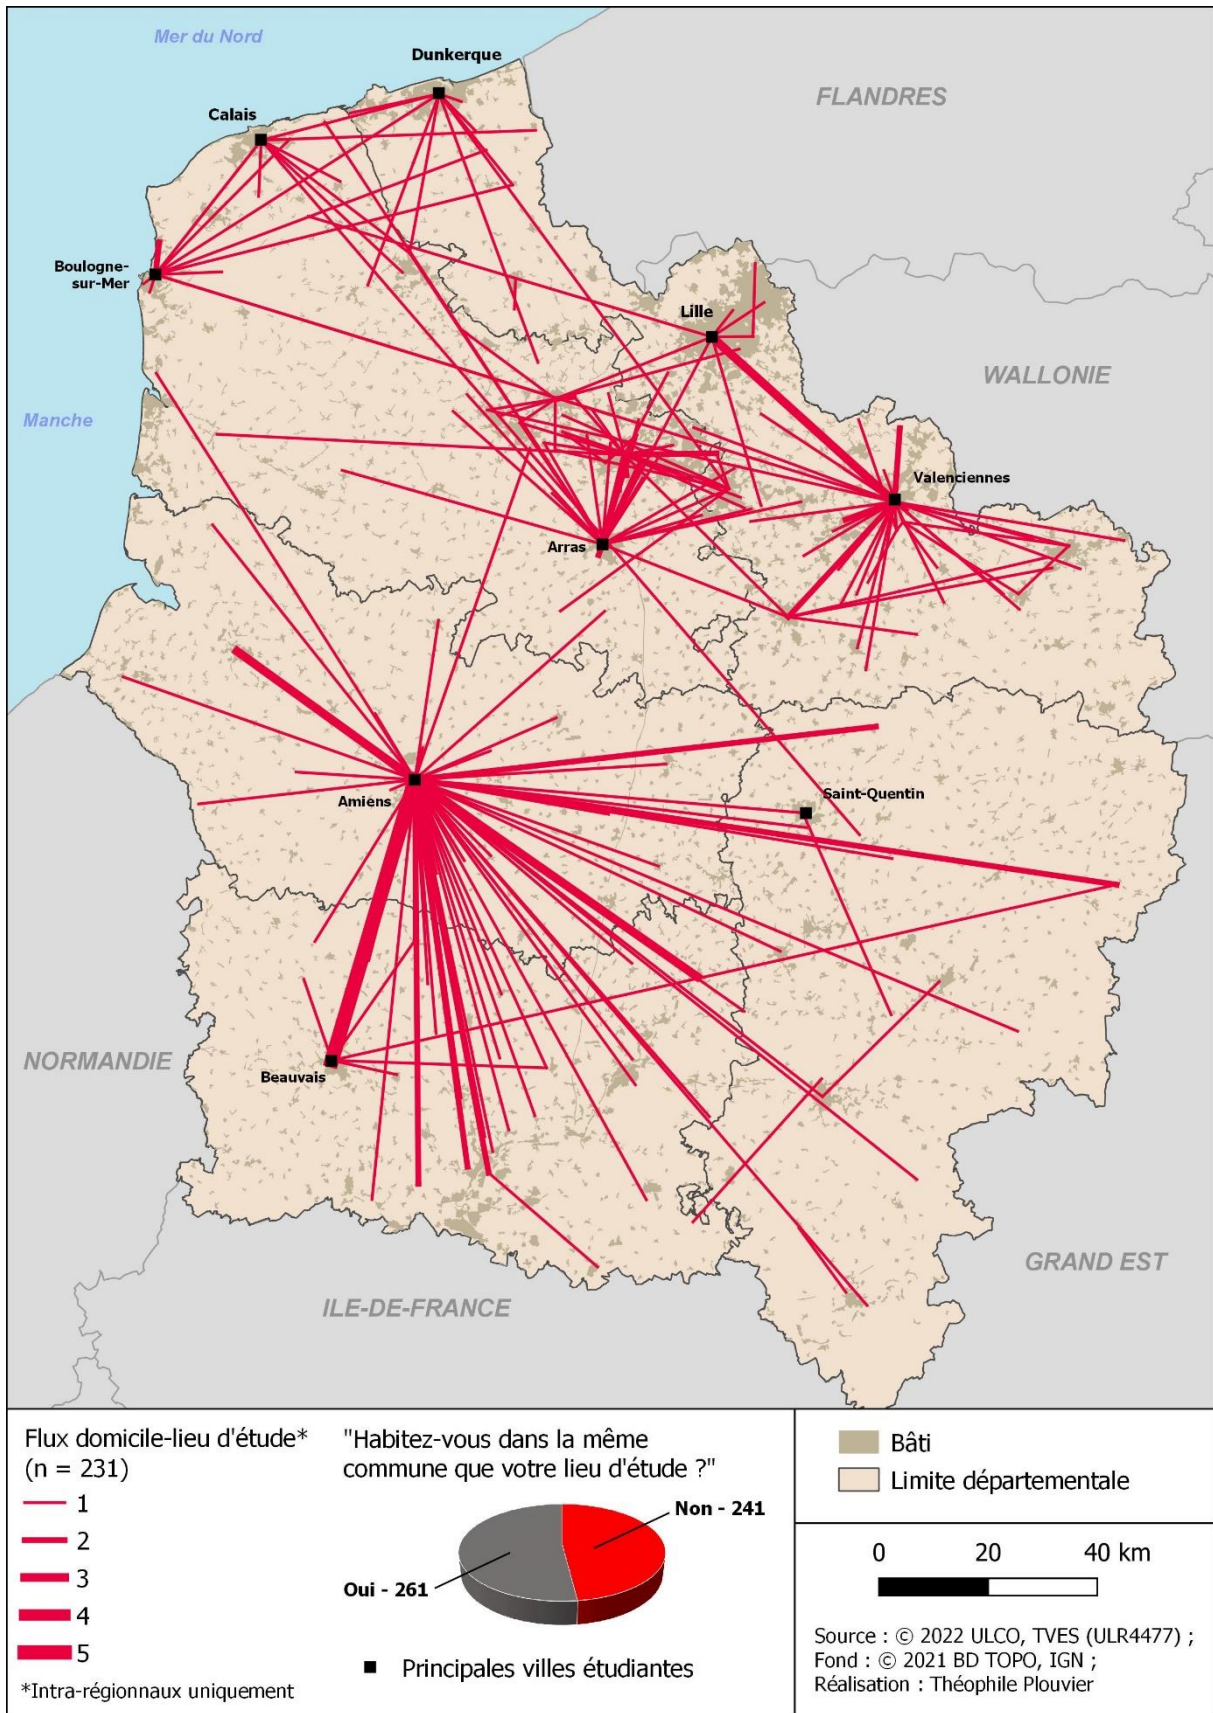 Mer du Nord
Dunkerque
FLANDRES
Calais
Boulogne-
sur-Mer
Lille
WALLONIE
Manche
Valenciennes
Arras
Saint-Quentin
Amiens
NORMANDIE
Beauvais
GRAND EST
ILE-DE-FRANCE
Flux domicile-lieu d'étude*
(n = 231)
1
2
3
4
5
*Intra-régionnaux uniquement
"Habitez-vous dans la même
commune que votre lieu d'étude ?"
Non - 241
Oui - 261
Principales villes étudiantes
Bâti
Limite départementale
0 20 40 km
Source : © 2022 ULCO, TVES (ULR4477) ;
Fond : © 2021 BD TOPO, IGN ;
Réalisation : Théophile Plouvier